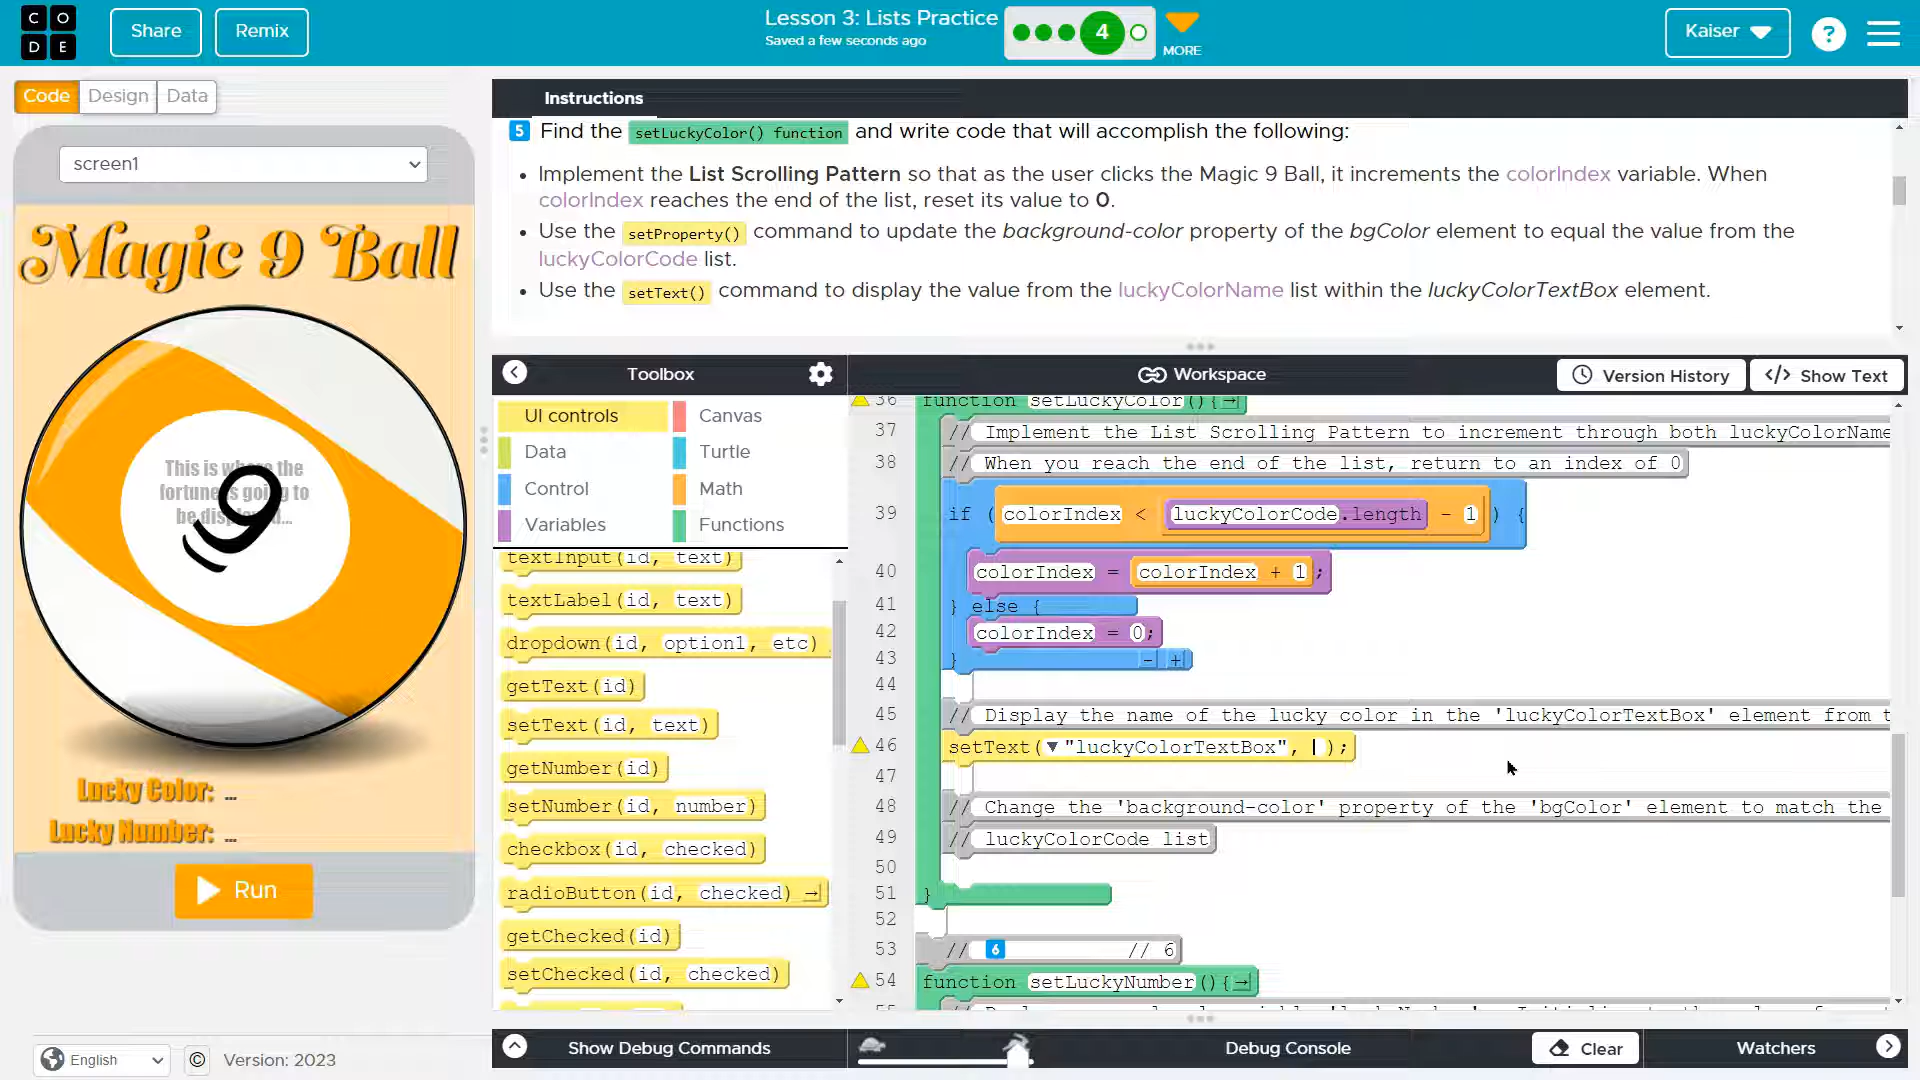 CODE
Share
Remix
Lesson 3: Lists Practice
Saved a few seconds ago
4
MORE
Kaiser
?
Code
Design
Data
screen1
Magic 9 Ball
This is where the
fortune is going to
be displayed...
9
Lucky Color: ...
Lucky Number: ...
Run
English
©
Version: 2023
Instructions
5 Find the setLuckyColor() function and write code that will accomplish the following:
• Implement the List Scrolling Pattern so that as the user clicks the Magic 9 Ball, it increments the colorIndex variable. When
colorIndex reaches the end of the list, reset its value to 0.
• Use the setProperty() command to update the background-color property of the bgColor element to equal the value from the
luckyColorCode list.
• Use the setText() command to display the value from the luckyColorName list within the luckyColorTextBox element.
Toolbox
UI controls
Canvas
Data
Turtle
Control
Math
Variables
Functions
textInput(id, text)
textLabel(id, text)
dropdown(id, option1, etc)
getText(id)
setText(id, text)
getNumber(id)
setNumber(id, number)
checkbox(id, checked)
radioButton(id, checked)
getChecked(id)
setChecked(id, checked)
Workspace
Version History
</> Show Text
36 function setLuckyColor(){
37 // Implement the List Scrolling Pattern to increment through both luckyColorName
38 // When you reach the end of the list, return to an index of 0
39 if (colorIndex < luckyColorCode.length - 1) {
40 colorIndex = colorIndex + 1;
41 } else {
42 colorIndex = 0;
43 } - +
44
45 // Display the name of the lucky color in the 'luckyColorTextBox' element from t
46 setText(▼"luckyColorTextBox", );
47
48 // Change the 'background-color' property of the 'bgColor' element to match the
49 // luckyColorCode list
50
51 }
52
53 // 6 // 6
54 function setLuckyNumber(){
Show Debug Commands
Debug Console
Clear
Watchers